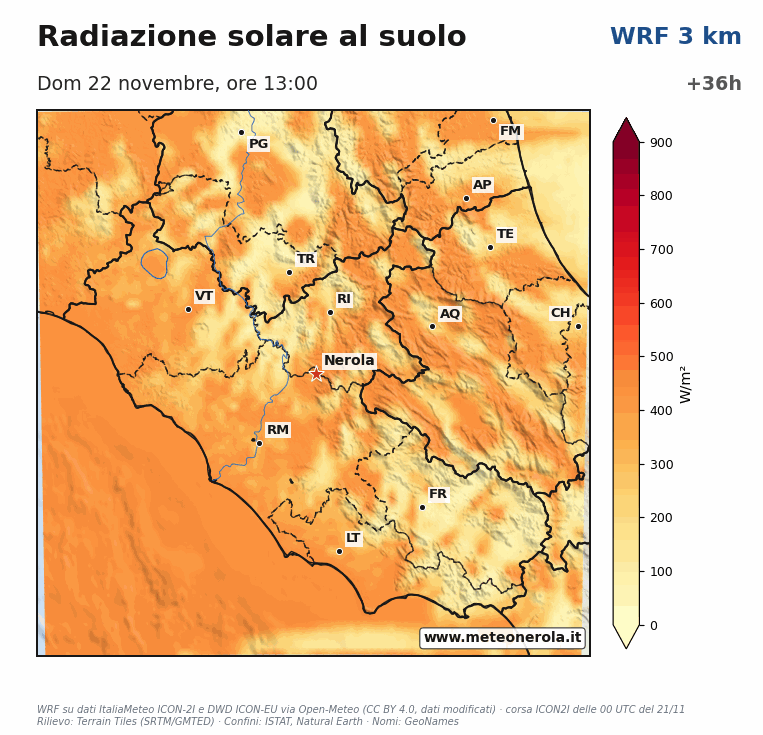 Radiazione solare al suolo
WRF 3 km
Dom 22 novembre, ore 13:00
+36h
FM
PG
AP
TE
TR
VT
RI
AQ
CH
Nerola
RM
FR
LT
www.meteonerola.it
900
800
700
600
500
400
300
200
100
0
W/m²
WRF su dati ItaliaMeteo ICON-2I e DWD ICON-EU via Open-Meteo (CC BY 4.0, dati modificati) · corsa ICON2I delle 00 UTC del 21/11
Rilievo: Terrain Tiles (SRTM/GMTED) · Confini: ISTAT, Natural Earth · Nomi: GeoNames